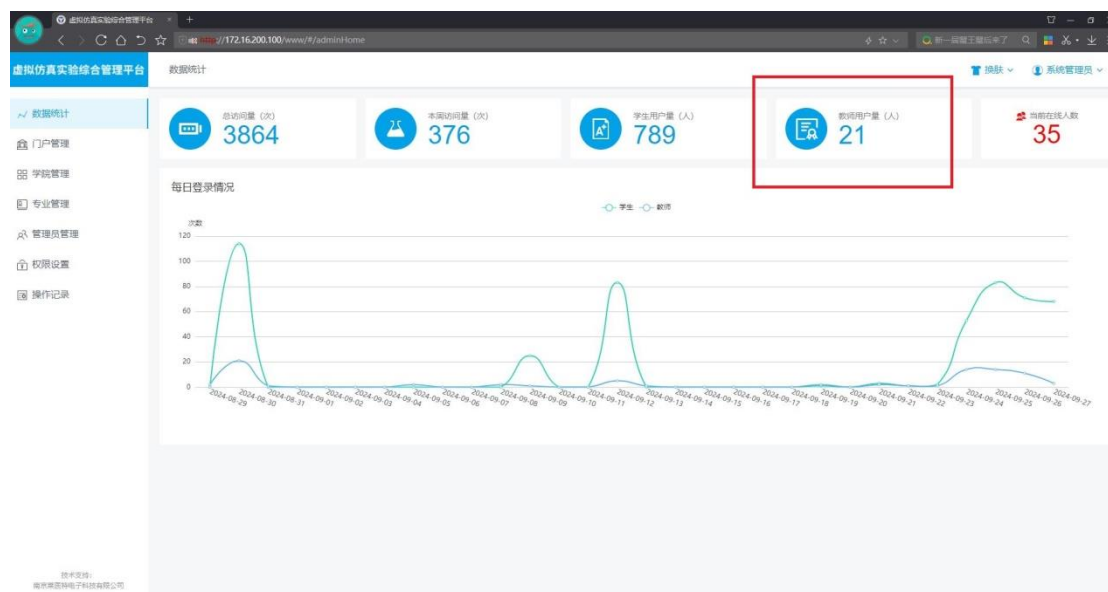 虚拟仿真实验综合管理平台
172.16.200.100/www/#/adminHome
虚拟仿真实验综合管理平台
数据统计
换肤
系统管理员
数据统计
门户管理
学院管理
专业管理
管理员管理
权限设置
操作记录
总访问量（次）
3864
本周访问量（次）
376
学生用户量（人）
789
教师用户量（人）
21
当前在线人数
35
每日登录情况
学生 教师
次数
120
100
80
60
40
20
0
2024-08-29
2024-08-30
2024-08-31
2024-09-01
2024-09-02
2024-09-03
2024-09-04
2024-09-05
2024-09-06
2024-09-07
2024-09-08
2024-09-09
2024-09-10
2024-09-11
2024-09-12
2024-09-13
2024-09-14
2024-09-15
2024-09-16
2024-09-17
2024-09-18
2024-09-19
2024-09-20
2024-09-21
2024-09-22
2024-09-23
2024-09-24
2024-09-25
2024-09-26
2024-09-27
技术支持：
电子科技有限公司